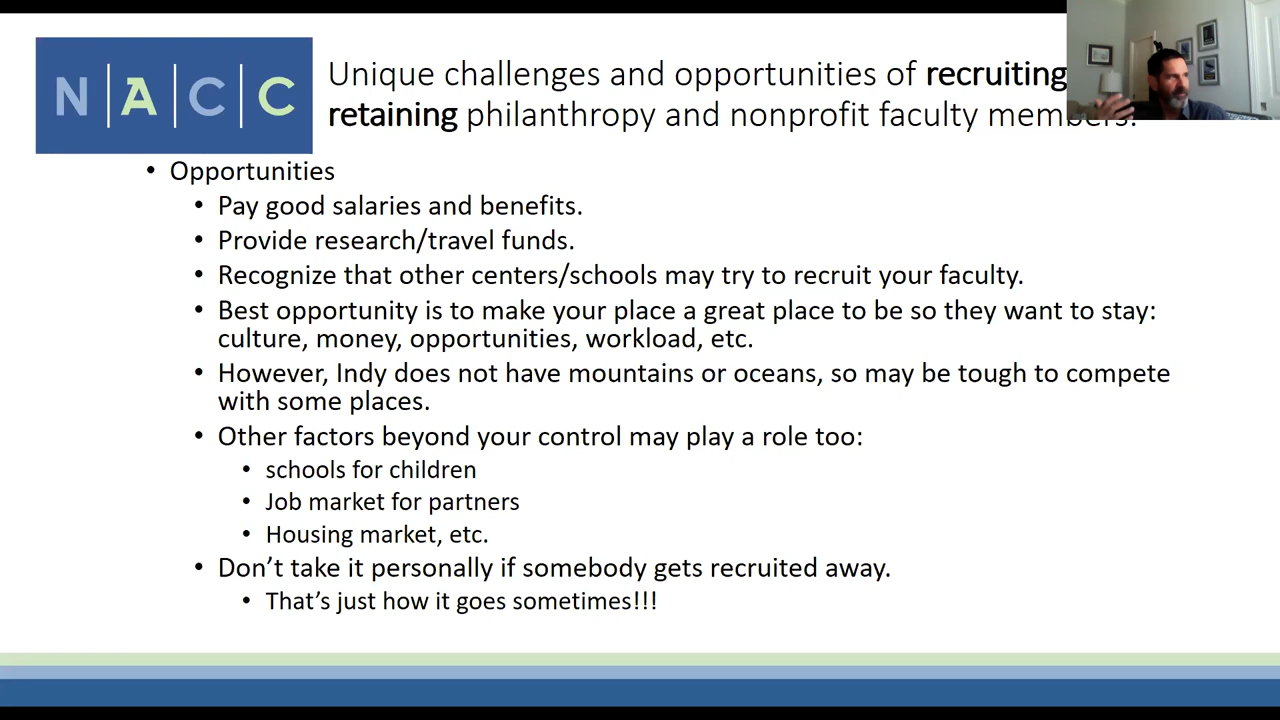 N|A|C|C
Unique challenges and opportunities of recruiting
retaining philanthropy and nonprofit faculty members.
• Opportunities
• Pay good salaries and benefits.
• Provide research/travel funds.
• Recognize that other centers/schools may try to recruit your faculty.
• Best opportunity is to make your place a great place to be so they want to stay:
culture, money, opportunities, workload, etc.
• However, Indy does not have mountains or oceans, so may be tough to compete
with some places.
• Other factors beyond your control may play a role too:
• schools for children
• Job market for partners
• Housing market, etc.
• Don’t take it personally if somebody gets recruited away.
• That’s just how it goes sometimes!!!